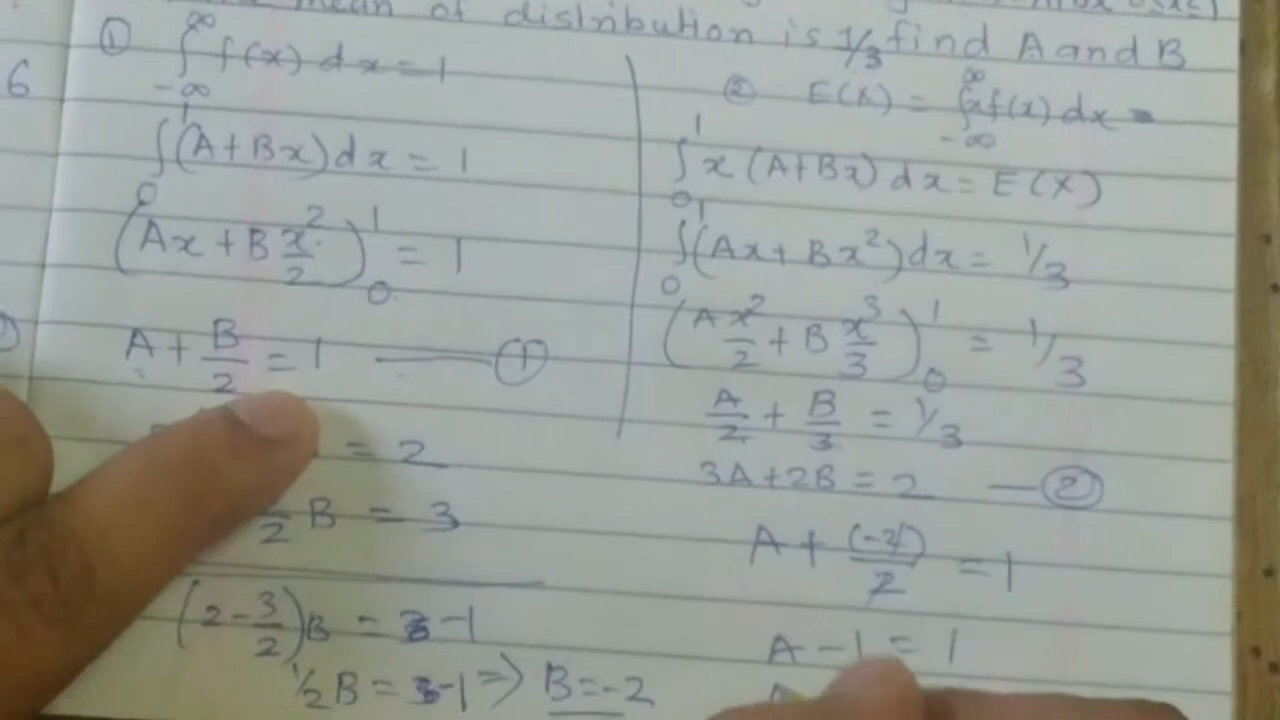 mean of distribution is 1/3 find A and B
6
① ∫_{-∞}^{∞} f(x) dx = 1
∫_0^1 (A+Bx) dx = 1
(Ax + B x²/2)_0^1 = 1
A + B/2 = 1 —— ①
= 2
/2 B = 3
(2 - 3/2)B = 3 - 1
1/2 B = 3-1 ⇒ B = -2
② E(X) = ∫_{-∞}^{∞} x f(x) dx =
∫_0^1 x (A+Bx) dx = E(X)
∫_0^1 (Ax + Bx²) dx = 1/3
(A x²/2 + B x³/3)_0^1 = 1/3
A/2 + B/3 = 1/3
3A + 2B = 2 — ②
A + (-2)/2 = 1
A - 1 = 1